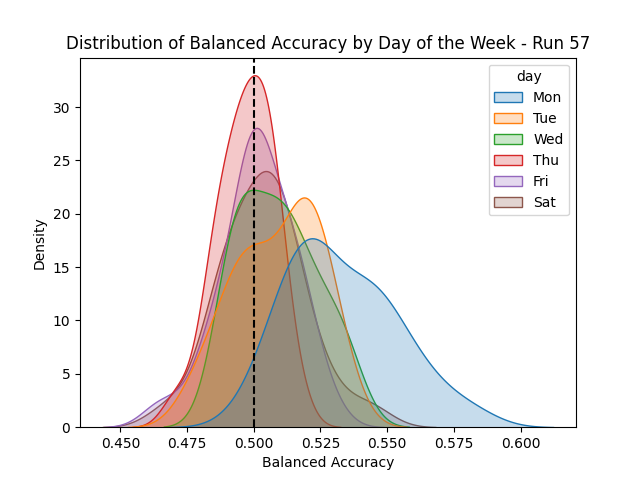 Distribution of Balanced Accuracy by Day of the Week - Run 57
day
Mon
Tue
Wed
Thu
Fri
Sat
Density
30
25
20
15
10
5
0
0.450 0.475 0.500 0.525 0.550 0.575 0.600
Balanced Accuracy